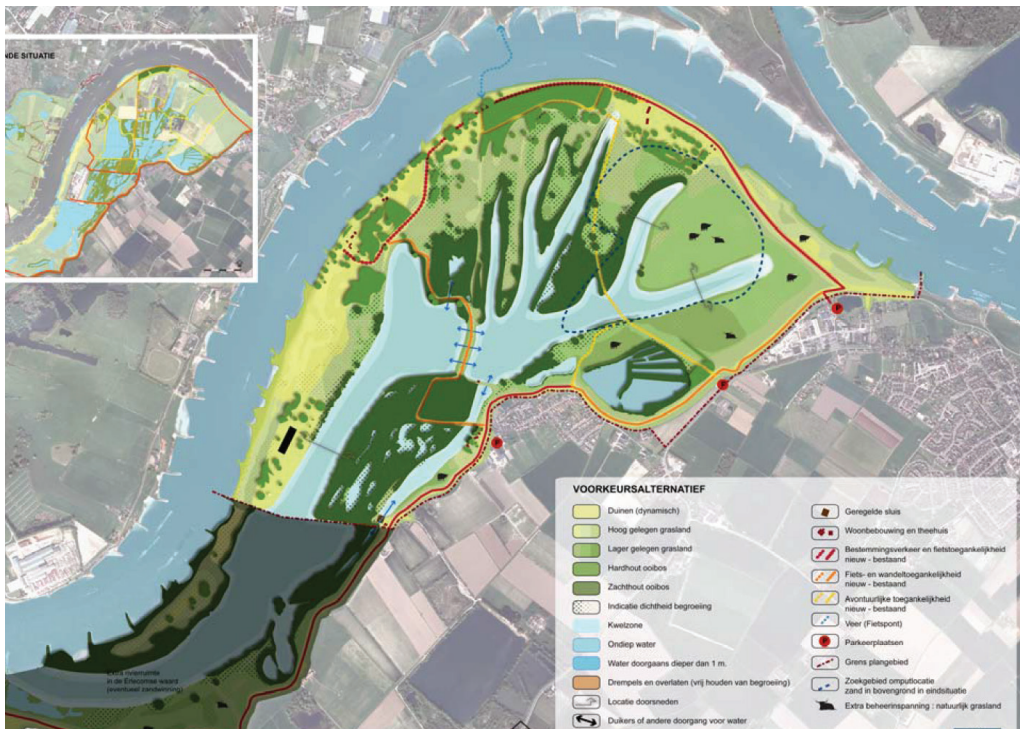 NDE SITUATIE
P
P
P
Extra rivierruimte
in de Erlecomse waard
(eventueel zandwinning)
VOORKEURSALTERNATIEF
Duinen (dynamisch)
Hoog gelegen grasland
Lager gelegen grasland
Hardhout ooibos
Zachthout ooibos
Indicatie dichtheid begroeiing
Kwelzone
Ondiep water
Water doorgaans dieper dan 1 m.
Drempels en overlaten (vrij houden van begroeiing)
Locatie doorsneden
Duikers of andere doorgang voor water
Geregelde sluis
Woonbebouwing en theehuis
Bestemmingsverkeer en fietstoegankelijkheid
nieuw - bestaand
Fiets- en wandeltoegankelijkheid
nieuw - bestaand
Avontuurlijke toegankelijkheid
nieuw - bestaand
Veer (Fietspont)
P
Parkeerplaatsen
Grens plangebied
Zoekgebied omputlocatie
zand in bovengrond in eindsituatie
Extra beheerinspanning : natuurlijk grasland